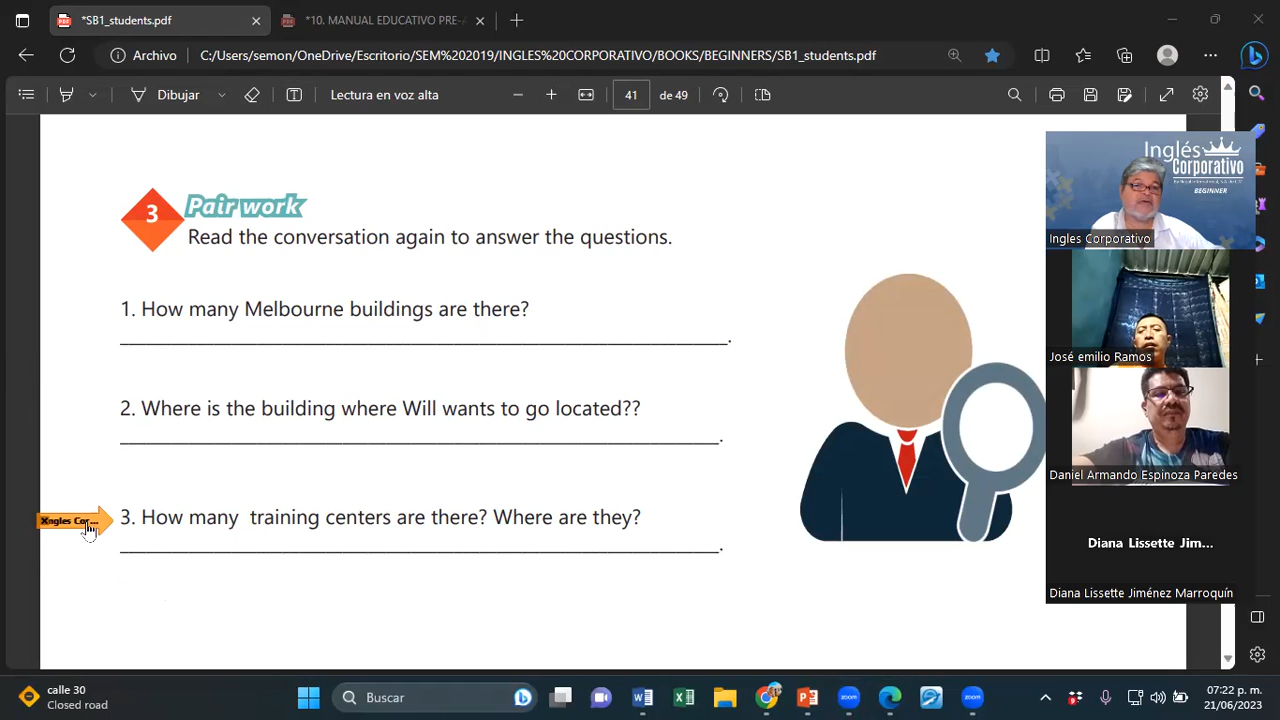 *SB1_students.pdf
*10. MANUAL EDUCATIVO PRE-A
Archivo
C:/Users/semon/OneDrive/Escritorio/SEM%202019/INGLES%20CORPORATIVO/BOOKS/BEGINNERS/SB1_students.pdf
Dibujar
Lectura en voz alta
41
de 49
3
Pair work
Read the conversation again to answer the questions.
1. How many Melbourne buildings are there?
2. Where is the building where Will wants to go located??
3. How many training centers are there? Where are they?
Inglés
Corporativo
BEGINNER
Ingles Corporativo
José emilio Ramos
Daniel Armando Espinoza Paredes
Diana Lissette Jim...
Diana Lissette Jiménez Marroquín
calle 30
Closed road
Buscar
zoom
zoom
07:22 p. m.
21/06/2023